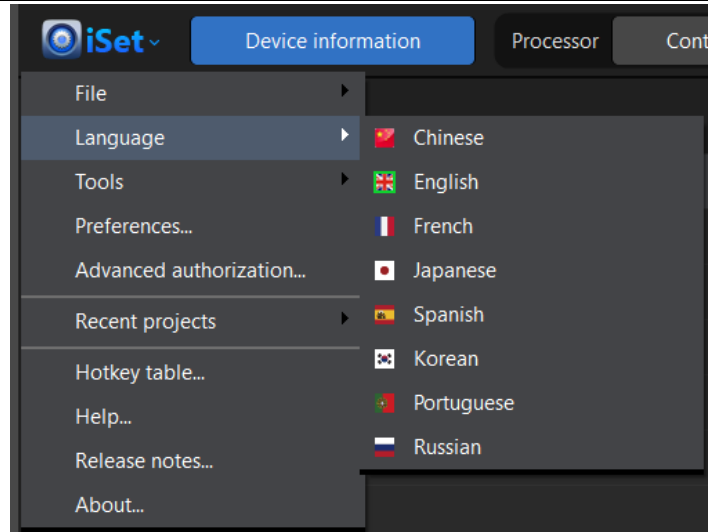 iSet
Device information
Processor
Cont
File
Language
Tools
Preferences...
Advanced authorization...
Recent projects
Hotkey table...
Help...
Release notes...
About...
Chinese
English
French
Japanese
Spanish
Korean
Portuguese
Russian